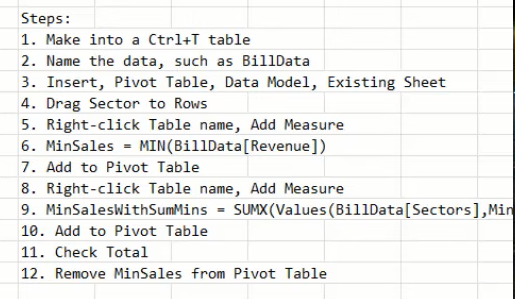 Steps:
1. Make into a Ctrl+T table
2. Name the data, such as BillData
3. Insert, Pivot Table, Data Model, Existing Sheet
4. Drag Sector to Rows
5. Right-click Table name, Add Measure
6. MinSales = MIN(BillData[Revenue])
7. Add to Pivot Table
8. Right-click Table name, Add Measure
9. MinSalesWithSumMins = SUMX(Values(BillData[Sectors],Min
10. Add to Pivot Table
11. Check Total
12. Remove MinSales from Pivot Table